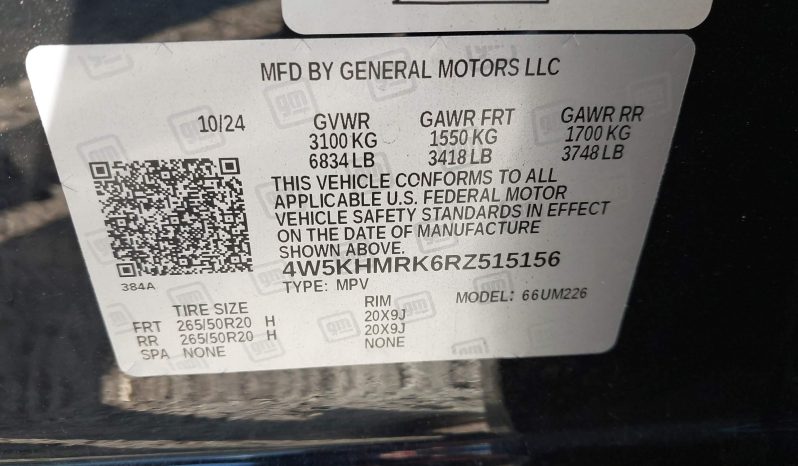 MFD BY GENERAL MOTORS LLC
10/24 GVWR GAWR FRT GAWR RR
3100 KG 1550 KG 1700 KG
6834 LB 3418 LB 3748 LB
THIS VEHICLE CONFORMS TO ALL
APPLICABLE U.S. FEDERAL MOTOR
VEHICLE SAFETY STANDARDS IN EFFECT
ON THE DATE OF MANUFACTURE
SHOWN ABOVE.
384A
4W5KHMRK6RZ515156
TYPE: MPV MODEL: 66UM226
TIRE SIZE RIM
FRT 265/50R20 H 20X9J
RR 265/50R20 H 20X9J
SPA NONE NONE